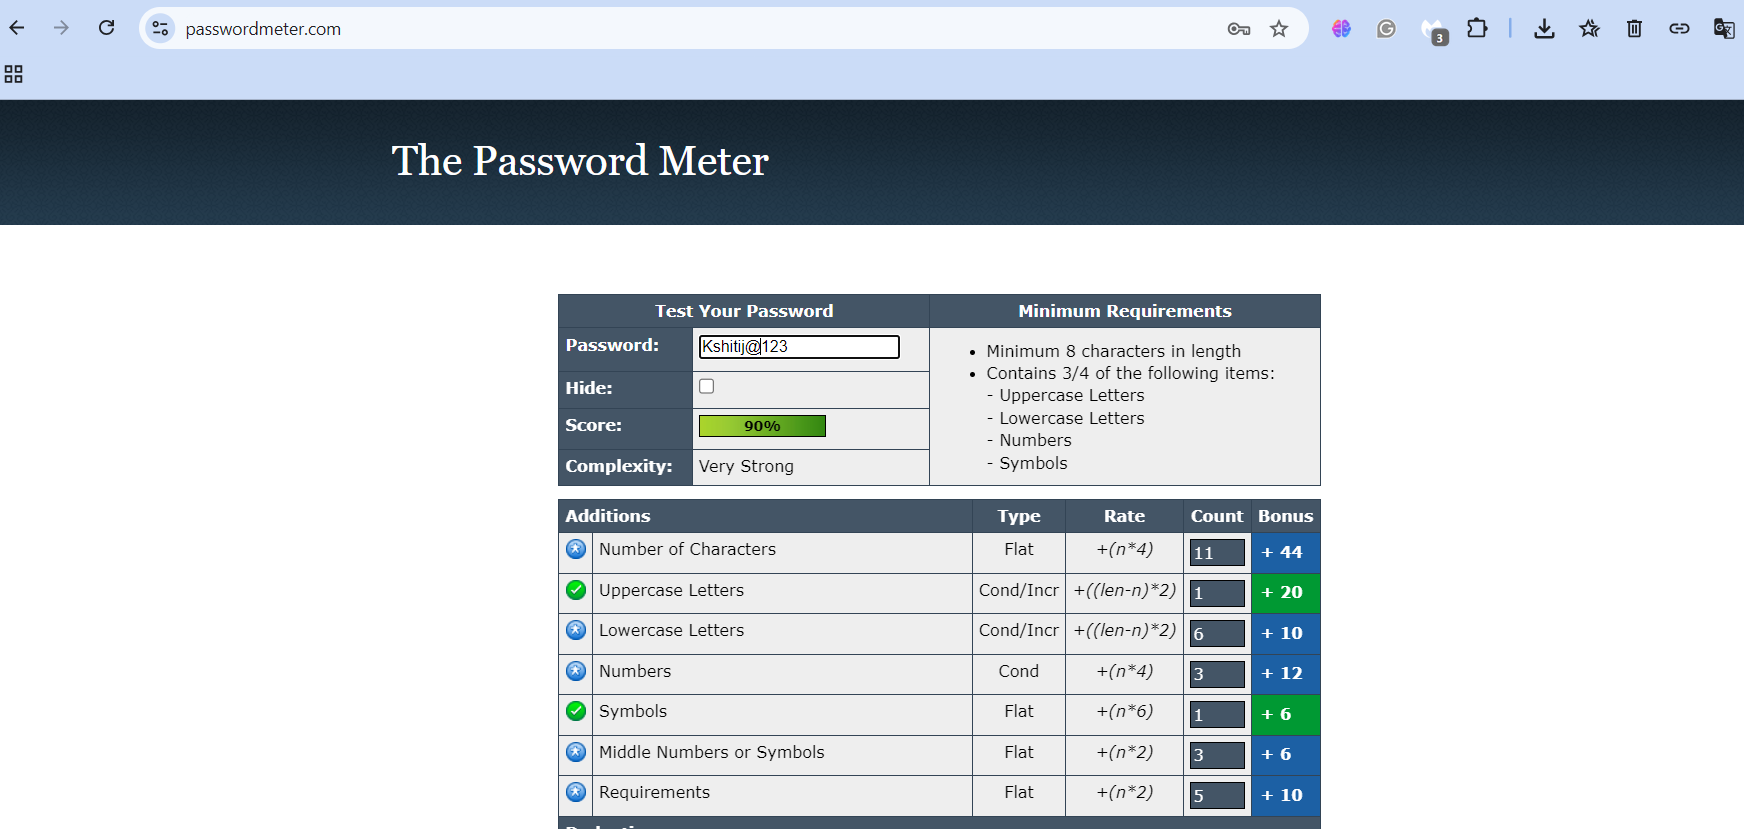 passwordmeter.com
3
The Password Meter
Test Your Password
Minimum Requirements
Password:
Kshitij@123
Hide:
Score:
90%
Complexity:
Very Strong
• Minimum 8 characters in length
• Contains 3/4 of the following items:
- Uppercase Letters
- Lowercase Letters
- Numbers
- Symbols
Additions Type Rate Count Bonus
Number of Characters Flat +(n*4) 11 + 44
Uppercase Letters Cond/Incr +((len-n)*2) 1 + 20
Lowercase Letters Cond/Incr +((len-n)*2) 6 + 10
Numbers Cond +(n*4) 3 + 12
Symbols Flat +(n*6) 1 + 6
Middle Numbers or Symbols Flat +(n*2) 3 + 6
Requirements Flat +(n*2) 5 + 10